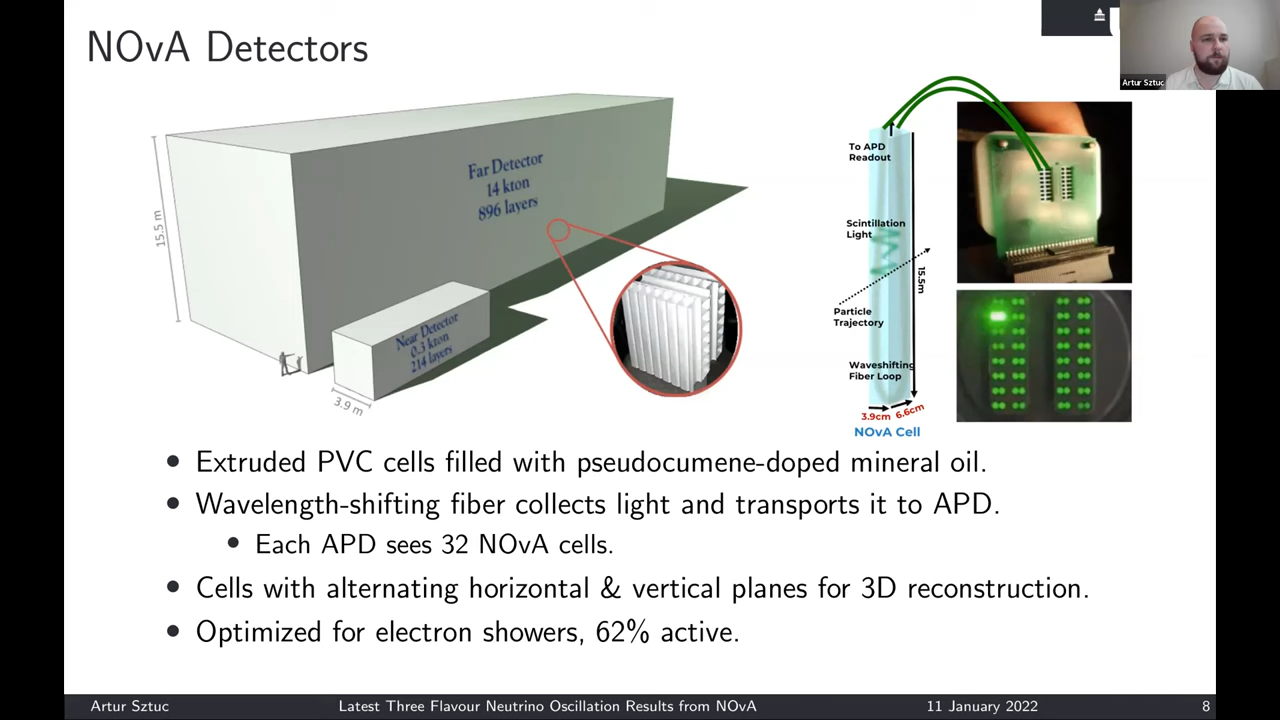 NOvA Detectors
Artur Sztuc
15.5 m
Far Detector
14 kton
896 layers
Near Detector
0.3 kton
214 layers
3.9 m
To APD
Readout
Scintillation
Light
15.5m
Particle
Trajectory
Waveshifting
Fiber Loop
3.9cm 6.6cm
NOvA Cell
• Extruded PVC cells filled with pseudocumene-doped mineral oil.
• Wavelength-shifting fiber collects light and transports it to APD.
• Each APD sees 32 NOvA cells.
• Cells with alternating horizontal & vertical planes for 3D reconstruction.
• Optimized for electron showers, 62% active.
Artur Sztuc Latest Three Flavour Neutrino Oscillation Results from NOvA 11 January 2022 8